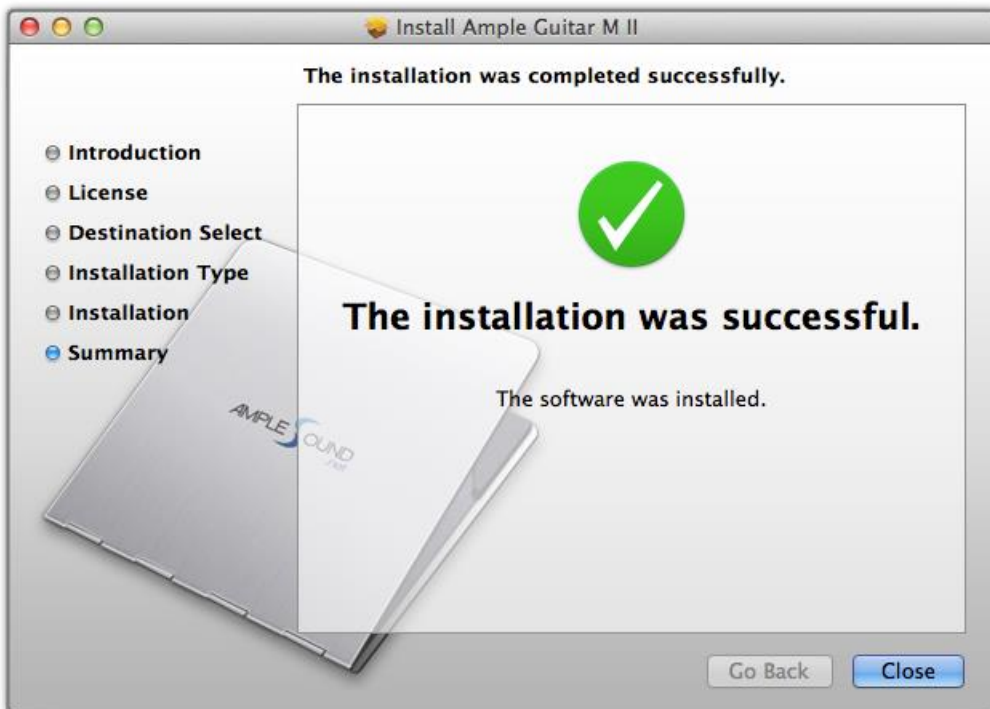 Install Ample Guitar M II
The installation was completed successfully.
Introduction
License
Destination Select
Installation Type
Installation
Summary
The installation was successful.
The software was installed.
AMPLE SOUND
.net
Go Back
Close